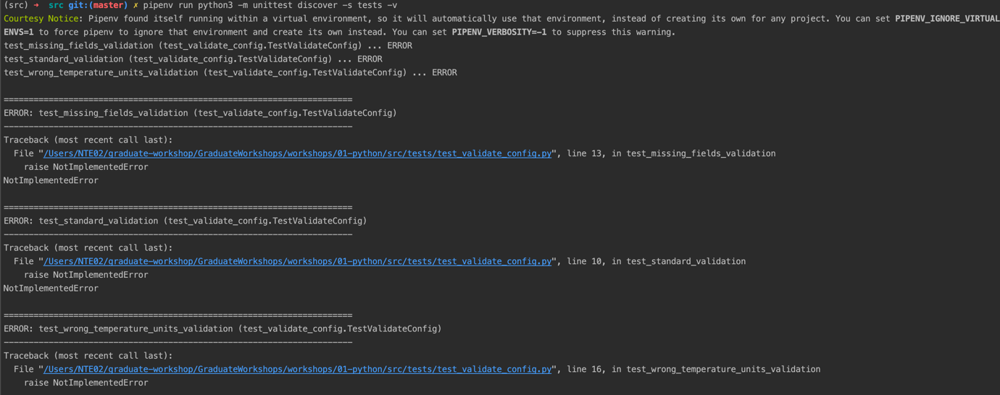 (src) ➜  src git:(master) ✗ pipenv run python3 -m unittest discover -s tests -v
Courtesy Notice: Pipenv found itself running within a virtual environment, so it will automatically use that environment, instead of creating its own for any project. You can set PIPENV_IGNORE_VIRTUAL
ENVS=1 to force pipenv to ignore that environment and create its own instead. You can set PIPENV_VERBOSITY=-1 to suppress this warning.
test_missing_fields_validation (test_validate_config.TestValidateConfig) ... ERROR
test_standard_validation (test_validate_config.TestValidateConfig) ... ERROR
test_wrong_temperature_units_validation (test_validate_config.TestValidateConfig) ... ERROR
======================================================================
ERROR: test_missing_fields_validation (test_validate_config.TestValidateConfig)
----------------------------------------------------------------------
Traceback (most recent call last):
  File "/Users/NTE02/graduate-workshop/GraduateWorkshops/workshops/01-python/src/tests/test_validate_config.py", line 13, in test_missing_fields_validation
    raise NotImplementedError
NotImplementedError
======================================================================
ERROR: test_standard_validation (test_validate_config.TestValidateConfig)
----------------------------------------------------------------------
Traceback (most recent call last):
  File "/Users/NTE02/graduate-workshop/GraduateWorkshops/workshops/01-python/src/tests/test_validate_config.py", line 10, in test_standard_validation
    raise NotImplementedError
NotImplementedError
======================================================================
ERROR: test_wrong_temperature_units_validation (test_validate_config.TestValidateConfig)
----------------------------------------------------------------------
Traceback (most recent call last):
  File "/Users/NTE02/graduate-workshop/GraduateWorkshops/workshops/01-python/src/tests/test_validate_config.py", line 16, in test_wrong_temperature_units_validation
    raise NotImplementedError